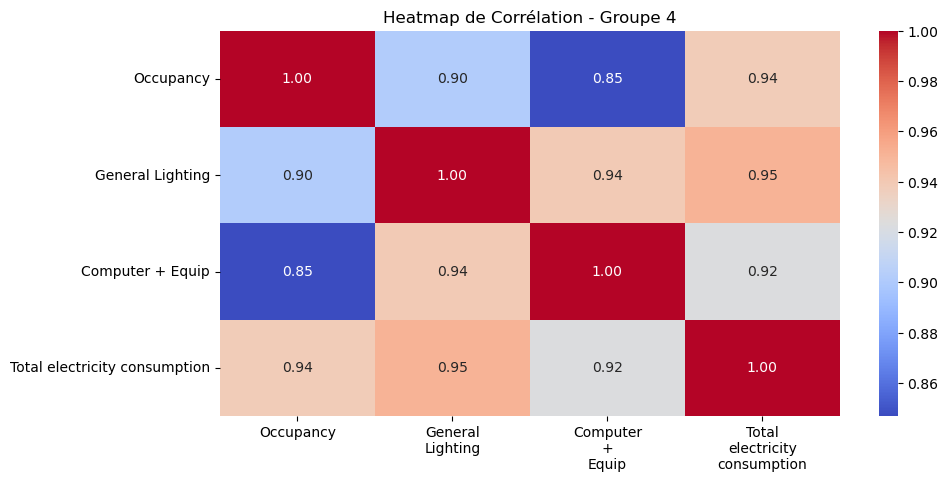 Heatmap de Corrélation - Groupe 4
Occupancy
1.00
0.90
0.85
0.94
General Lighting
0.90
1.00
0.94
0.95
Computer + Equip
0.85
0.94
1.00
0.92
Total electricity consumption
0.94
0.95
0.92
1.00
Occupancy
General
Lighting
Computer
+
Equip
Total
electricity
consumption
1.00
0.98
0.96
0.94
0.92
0.90
0.88
0.86